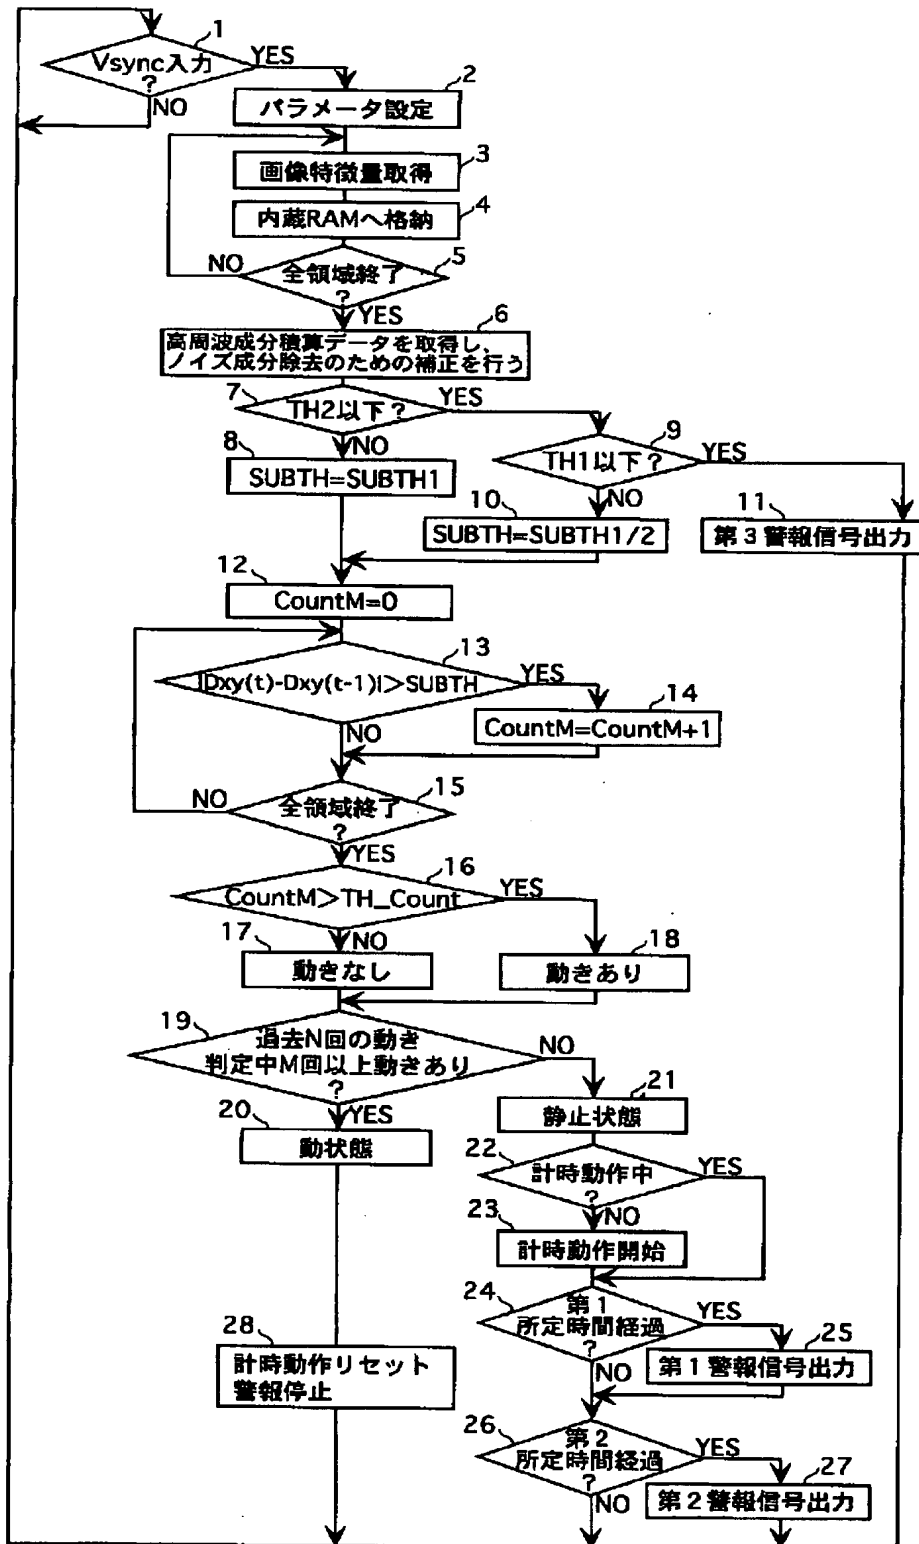 1
Vsync入力
?
YES
NO
2
パラメータ設定
3
画像特徴量取得
4
内蔵RAMへ格納
5
全領域終了
?
NO
YES
6
高周波成分積算データを取得し、
ノイズ成分除去のための補正を行う
7
TH2以下?
YES
NO
8
SUBTH=SUBTH1
9
TH1以下?
YES
NO
10
SUBTH=SUBTH1/2
11
第3警報信号出力
12
CountM=0
13
|Dxy(t)-Dxy(t-1)|>SUBTH
YES
NO
14
CountM=CountM+1
15
全領域終了
?
NO
YES
16
CountM>TH_Count
YES
NO
17
動きなし
18
動きあり
19
過去N回の動き
判定中M回以上動きあり
?
NO
YES
20
動状態
21
静止状態
22
計時動作中
?
YES
NO
23
計時動作開始
24
第1
所定時間経過
?
YES
NO
25
第1警報信号出力
26
第2
所定時間経過
?
YES
NO
27
第2警報信号出力
28
計時動作リセット
警報停止